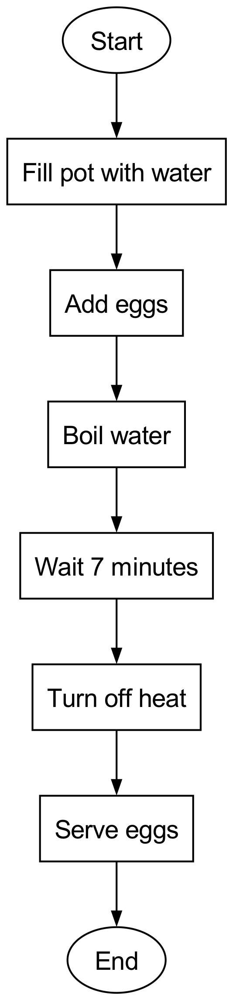 Start
Fill pot with water
Add eggs
Boil water
Wait 7 minutes
Turn off heat
Serve eggs
End